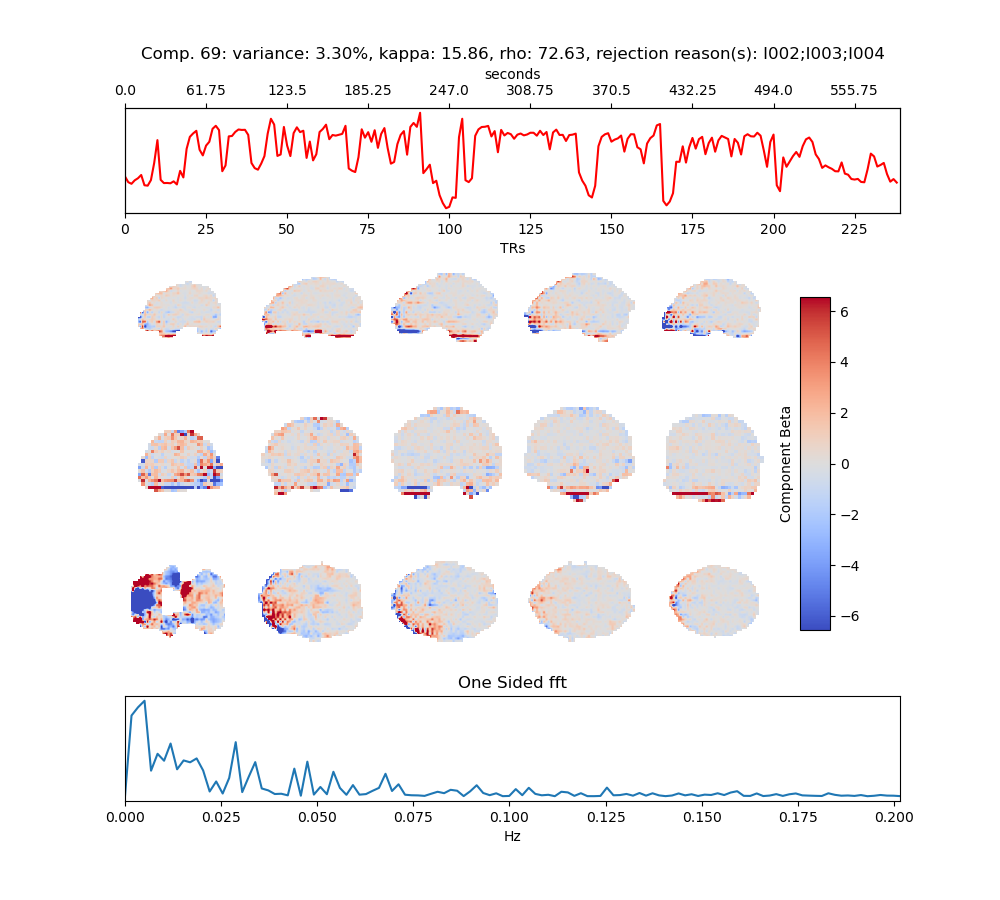 Comp. 69: variance: 3.30%, kappa: 15.86, rho: 72.63, rejection reason(s): I002;I003;I004
seconds
0.0 61.75 123.5 185.25 247.0 308.75 370.5 432.25 494.0 555.75
0 25 50 75 100 125 150 175 200 225
TRs
6
4
2
0
−2
−4
−6
Component Beta
One Sided fft
0.000 0.025 0.050 0.075 0.100 0.125 0.150 0.175 0.200
Hz